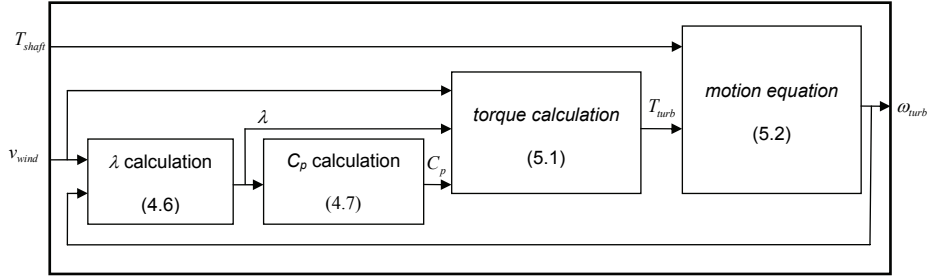 T_shaft
motion equation
(5.2)
ω_turb
torque calculation
(5.1)
T_turb
λ
v_wind
λ calculation
(4.6)
C_p calculation
(4.7)
C_p